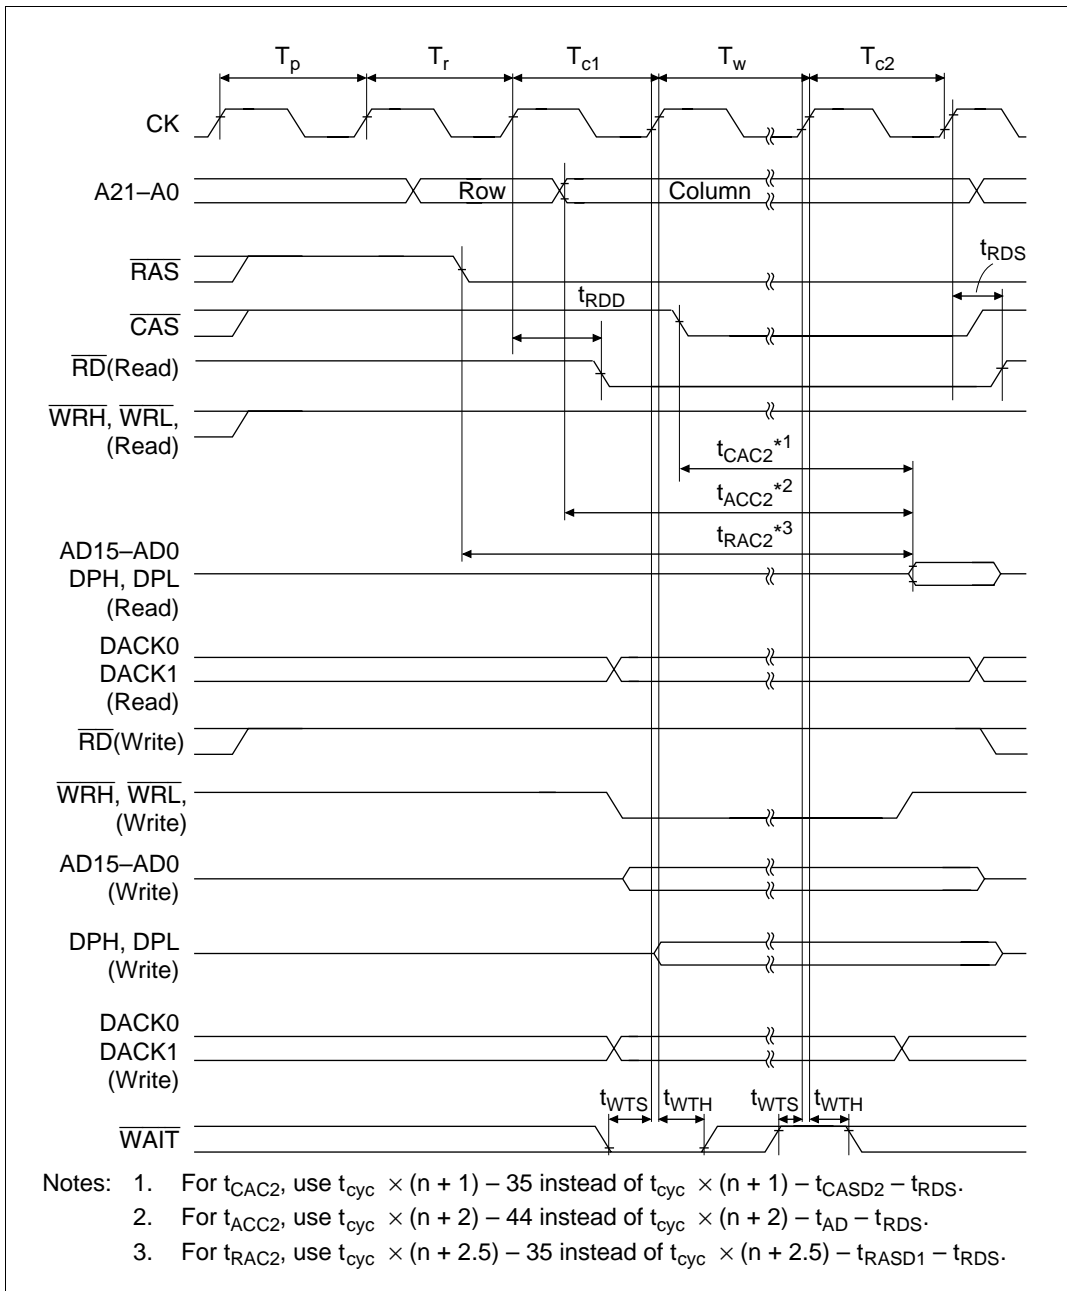 Tp Tr Tc1 Tw Tc2
CK
A21–A0 Row Column
RAS
tRDS
tRDD
CAS
RD(Read)
WRH, WRL,
(Read)
tCAC2*1
tACC2*2
tRAC2*3
AD15–AD0
DPH, DPL
(Read)
DACK0
DACK1
(Read)
RD(Write)
WRH, WRL,
(Write)
AD15–AD0
(Write)
DPH, DPL
(Write)
DACK0
DACK1
(Write)
tWTS tWTH tWTS tWTH
WAIT
Notes: 1. For tCAC2, use tcyc × (n + 1) – 35 instead of tcyc × (n + 1) – tCASD2 – tRDS.
2. For tACC2, use tcyc × (n + 2) – 44 instead of tcyc × (n + 2) – tAD – tRDS.
3. For tRAC2, use tcyc × (n + 2.5) – 35 instead of tcyc × (n + 2.5) – tRASD1 – tRDS.